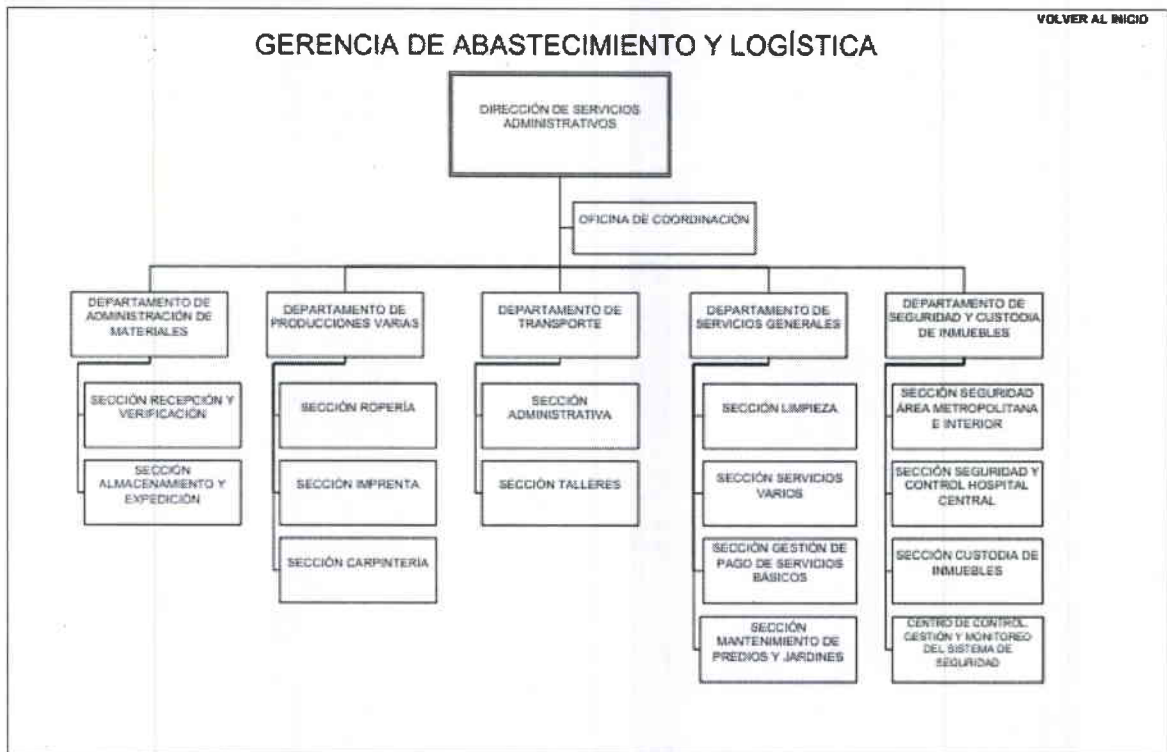 VOLVER AL INICIO
GERENCIA DE ABASTECIMIENTO Y LOGÍSTICA
DIRECCIÓN DE SERVICIOS
ADMINISTRATIVOS
OFICINA DE COORDINACIÓN
DEPARTAMENTO DE
ADMINISTRACIÓN DE
MATERIALES
SECCIÓN RECEPCIÓN Y
VERIFICACIÓN
SECCIÓN
ALMACENAMIENTO Y
EXPEDICIÓN
DEPARTAMENTO DE
PRODUCCIONES VARIAS
SECCIÓN ROPERÍA
SECCIÓN IMPRENTA
SECCIÓN CARPINTERÍA
DEPARTAMENTO DE
TRANSPORTE
SECCIÓN
ADMINISTRATIVA
SECCIÓN TALLERES
DEPARTAMENTO DE
SERVICIOS GENERALES
SECCIÓN LIMPIEZA
SECCIÓN SERVICIOS
VARIOS
SECCIÓN GESTIÓN DE
PAGO DE SERVICIOS
BÁSICOS
SECCIÓN
MANTENIMIENTO DE
PREDIOS Y JARDINES
DEPARTAMENTO DE
SEGURIDAD Y CUSTODIA
DE INMUEBLES
SECCIÓN SEGURIDAD
ÁREA METROPOLITANA
E INTERIOR
SECCIÓN SEGURIDAD Y
CONTROL HOSPITAL
CENTRAL
SECCIÓN CUSTODIA DE
INMUEBLES
CENTRO DE CONTROL,
GESTIÓN Y MONITOREO
DEL SISTEMA DE
SEGURIDAD